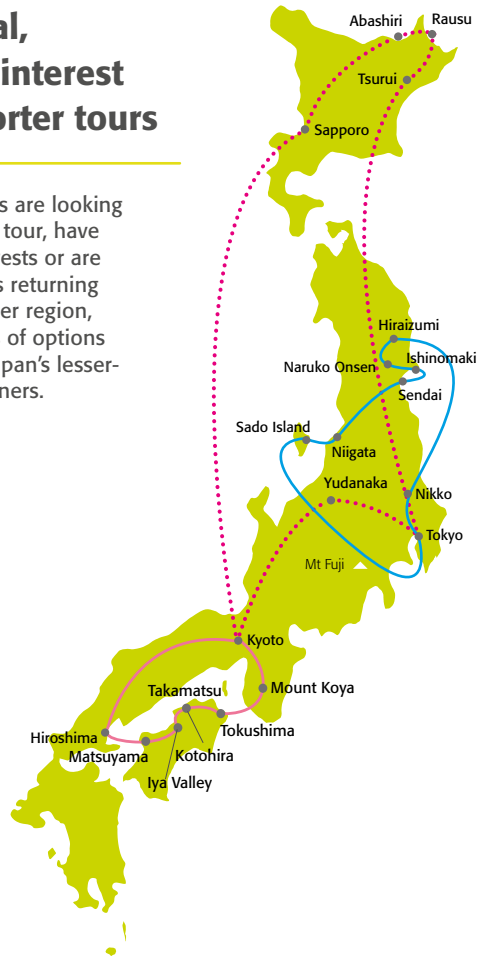 al,
interest
orter tours
s are looking
tour, have
ests or are
s returning
er region,
of options
pan's lesser-
ners.
Abashiri
Rausu
Tsurui
Sapporo
Hiraizumi
Naruko Onsen
Ishinomaki
Sendai
Sado Island
Niigata
Yudanaka
Nikko
Tokyo
Mt Fuji
Kyoto
Takamatsu
Mount Koya
Hiroshima
Tokushima
Matsuyama
Kotohira
Iya Valley